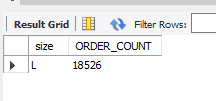 Result Grid Filter Rows:
size ORDER_COUNT
L 18526